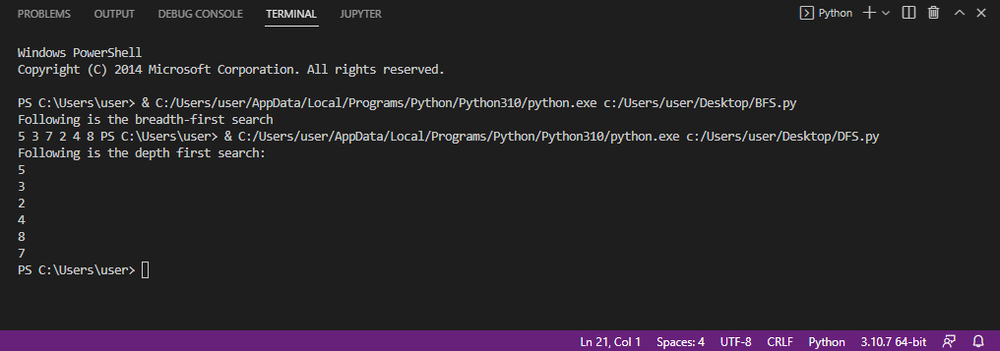 PROBLEMS OUTPUT DEBUG CONSOLE TERMINAL JUPYTER Python
Windows PowerShell
Copyright (C) 2014 Microsoft Corporation. All rights reserved.
PS C:\Users\user> & C:/Users/user/AppData/Local/Programs/Python/Python310/python.exe c:/Users/user/Desktop/BFS.py
Following is the breadth-first search
5 3 7 2 4 8 PS C:\Users\user> & C:/Users/user/AppData/Local/Programs/Python/Python310/python.exe c:/Users/user/Desktop/DFS.py
Following is the depth first search:
5
3
2
4
8
7
PS C:\Users\user>
Ln 21, Col 1 Spaces: 4 UTF-8 CRLF Python 3.10.7 64-bit